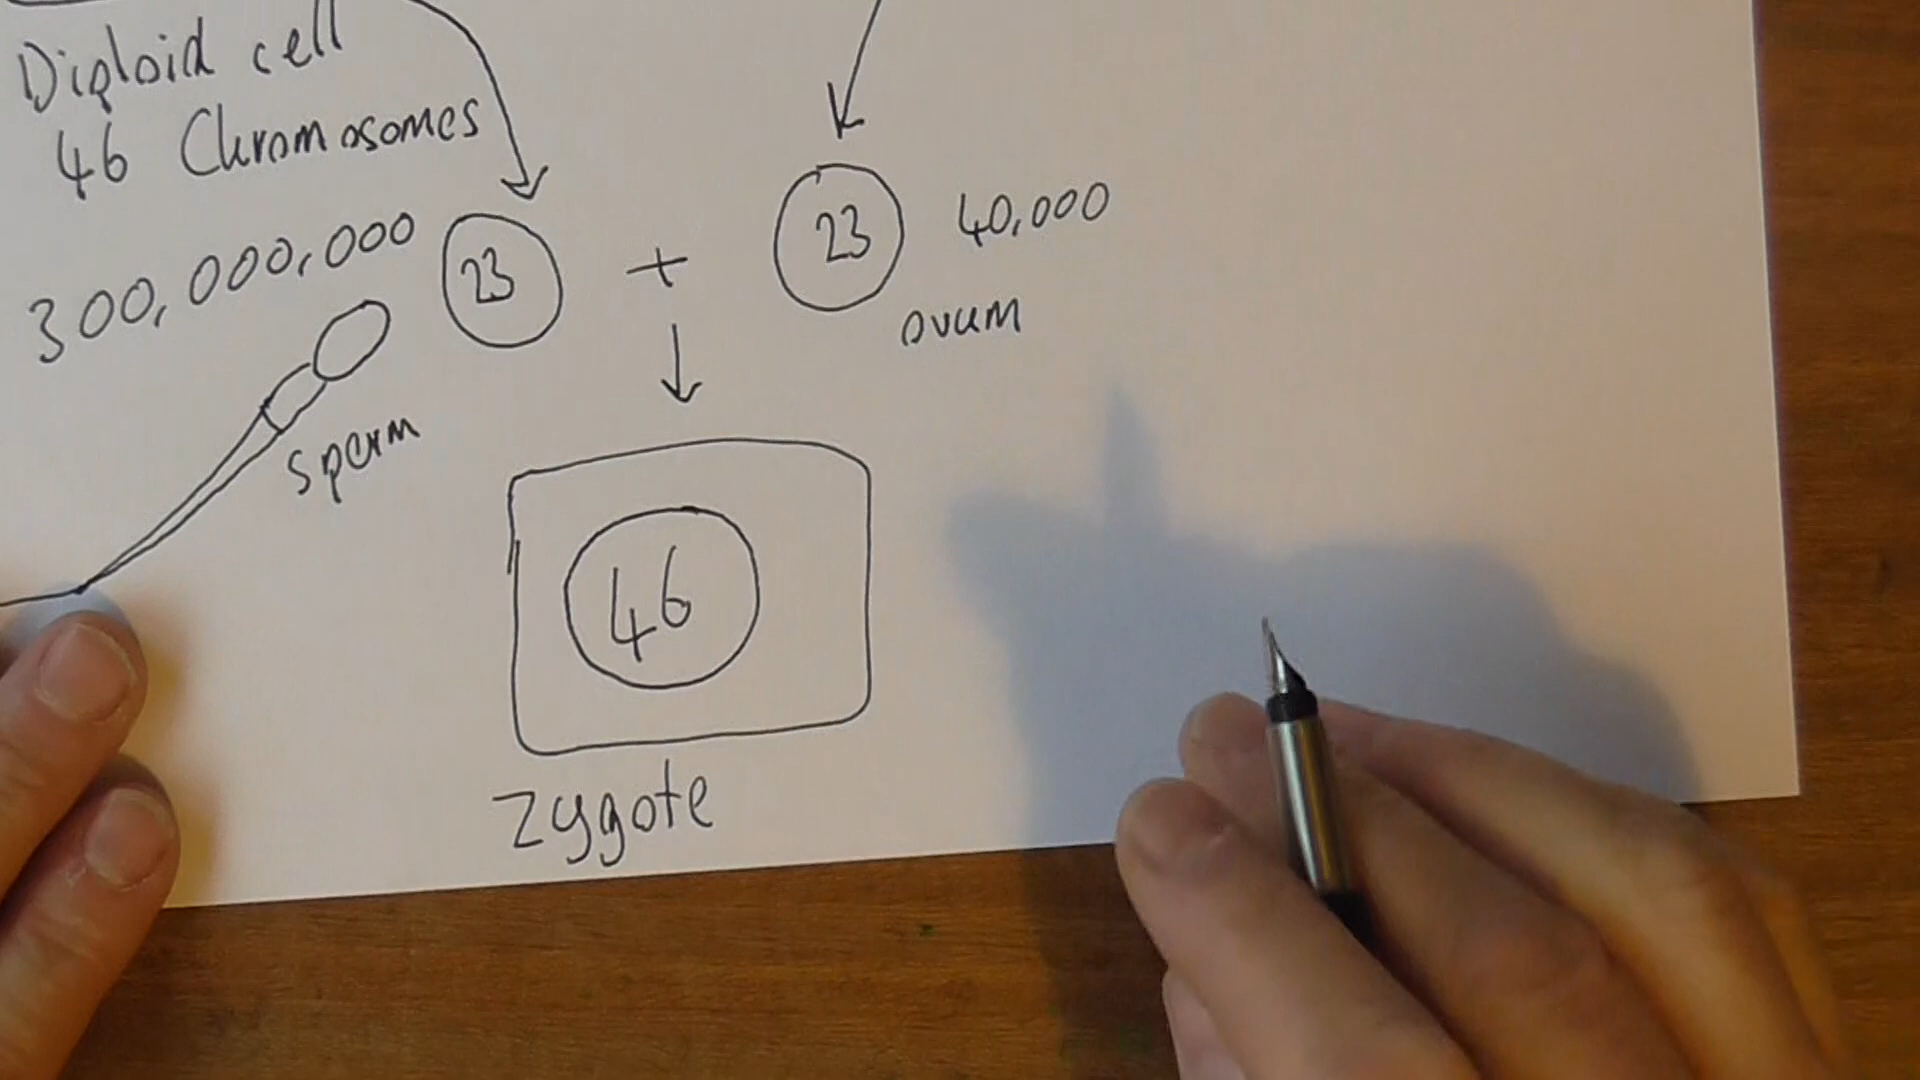 Diploid cell
46 Chromosomes
300,000,000
23
+
23
40,000
ovum
sperm
46
zygote